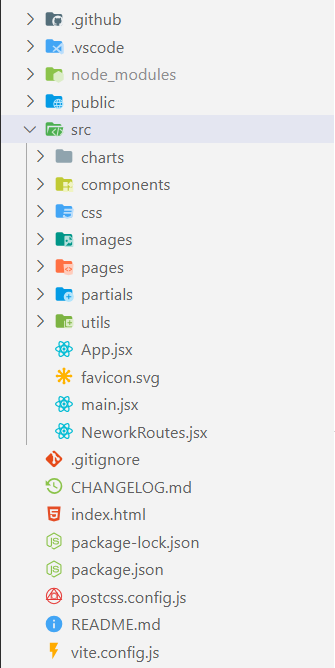 .github
.vscode
node_modules
public
src
charts
components
css
images
pages
partials
utils
App.jsx
favicon.svg
main.jsx
NeworkRoutes.jsx
.gitignore
CHANGELOG.md
index.html
package-lock.json
package.json
postcss.config.js
README.md
vite.config.js